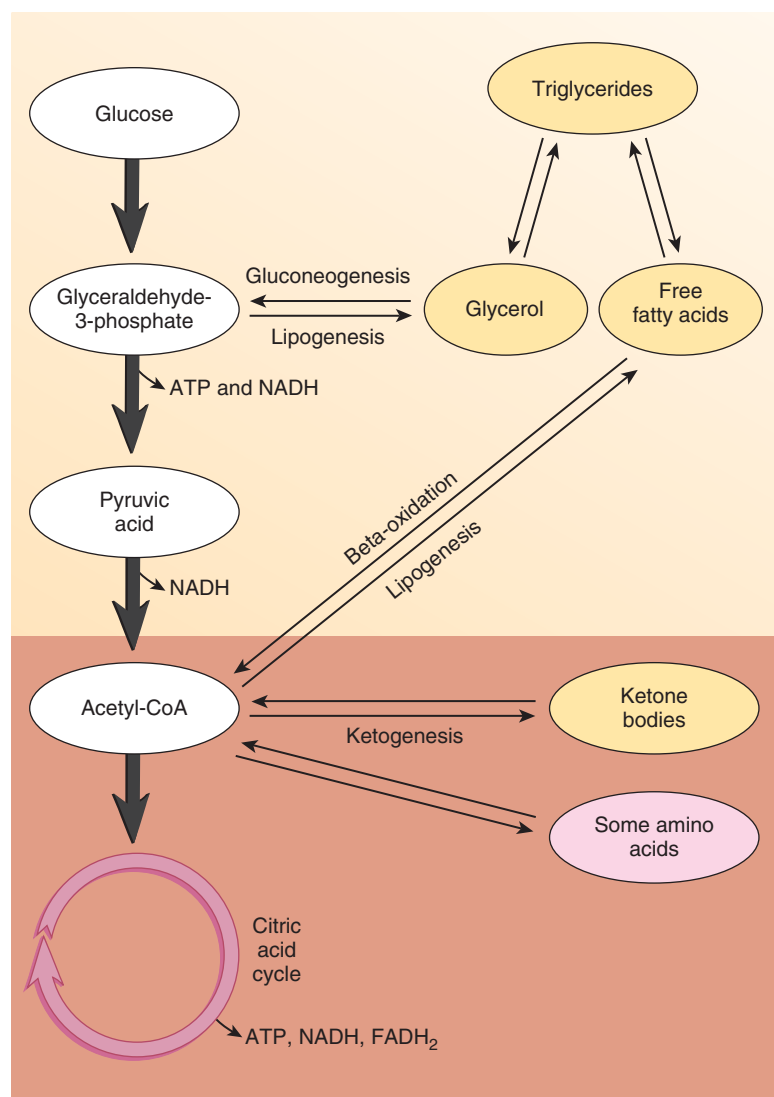 Glucose
Triglycerides
Glyceraldehyde-
3-phosphate
Gluconeogenesis
Lipogenesis
Glycerol
Free
fatty acids
ATP and NADH
Pyruvic
acid
Beta-oxidation
Lipogenesis
NADH
Acetyl-CoA
Ketogenesis
Ketone
bodies
Some amino
acids
Citric
acid
cycle
ATP, NADH, FADH₂